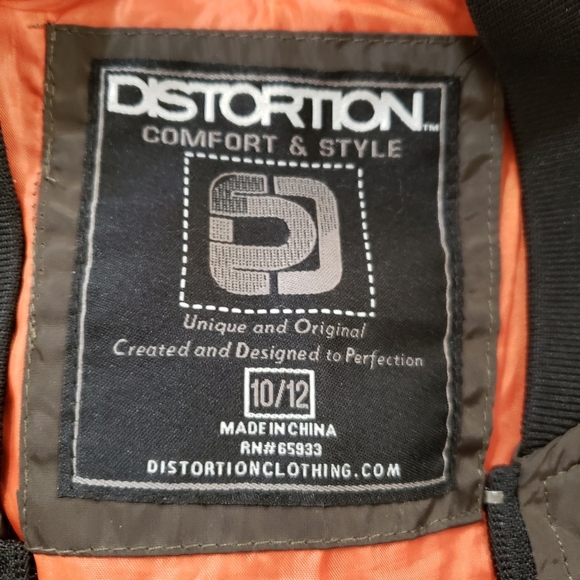 DISTORTION™
COMFORT & STYLE
Unique and Original
Created and Designed to Perfection
10/12
MADE IN CHINA
RN#65933
DISTORTIONCLOTHING.COM